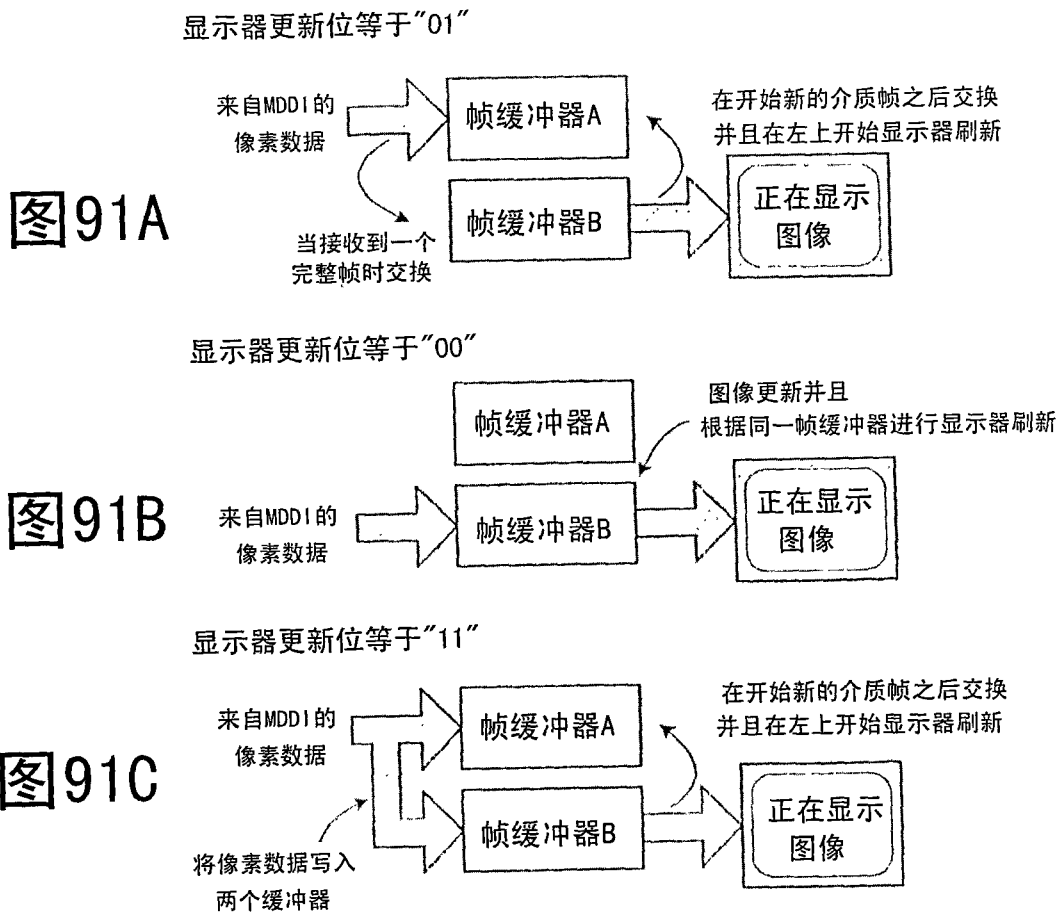 显示器更新位等于"01"
来自MDDI的
像素数据
帧缓冲器A
在开始新的介质帧之后交换
并且在左上开始显示器刷新
图91A
当接收到一个
完整帧时交换
帧缓冲器B
正在显示
图像
显示器更新位等于"00"
帧缓冲器A
图像更新并且
根据同一帧缓冲器进行显示器刷新
图91B
来自MDDI的
像素数据
帧缓冲器B
正在显示
图像
显示器更新位等于"11"
来自MDDI的
像素数据
帧缓冲器A
在开始新的介质帧之后交换
并且在左上开始显示器刷新
图91C
将像素数据写入
两个缓冲器
帧缓冲器B
正在显示
图像